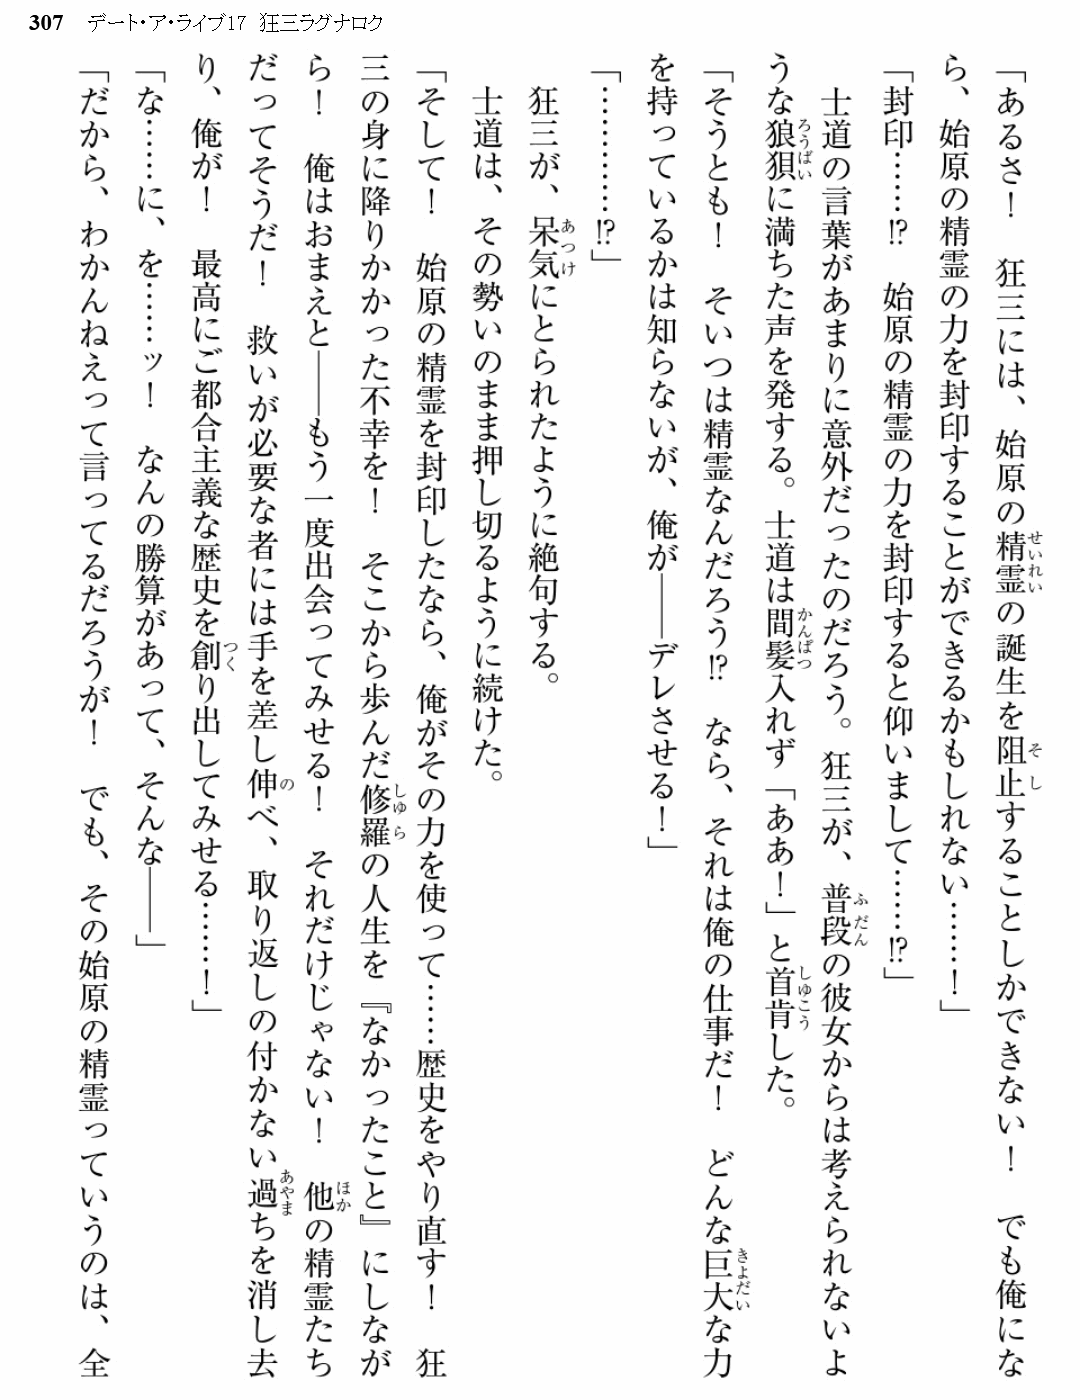 307 デート・ア・ライブ17 狂三ラグナロク
「あるさ！　狂三には、始原の精霊の誕生を阻止することしかできない！　でも俺にな
ら、始原の精霊の力を封印することができるかもしれない……！」
「封印……!?　始原の精霊の力を封印すると仰いまして……!?」
　士道の言葉があまりに意外だったのだろう。狂三が、普段の彼女からは考えられないよ
うな狼狽に満ちた声を発する。士道は間髪入れず「ああ！」と首肯した。
「そうとも！　そいつは精霊なんだろう!?　なら、それは俺の仕事だ！　どんな巨大な力
を持っているかは知らないが、俺が――デレさせる！」
「…………!?」
　狂三が、呆気にとられたように絶句する。
　士道は、その勢いのまま押し切るように続けた。
「そして！　始原の精霊を封印したなら、俺がその力を使って……歴史をやり直す！　狂
三の身に降りかかった不幸を！　そこから歩んだ修羅の人生を『なかったこと』にしなが
ら！　俺はおまえと――もう一度出会ってみせる！　それだけじゃない！　他の精霊たち
だってそうだ！　救いが必要な者には手を差し伸べ、取り返しの付かない過ちを消し去
り、俺が！　最高にご都合主義な歴史を創り出してみせる……！」
「な……に、を……ッ！　なんの勝算があって、そんな――」
「だから、わかんねえって言ってるだろうが！　でも、その始原の精霊っていうのは、全